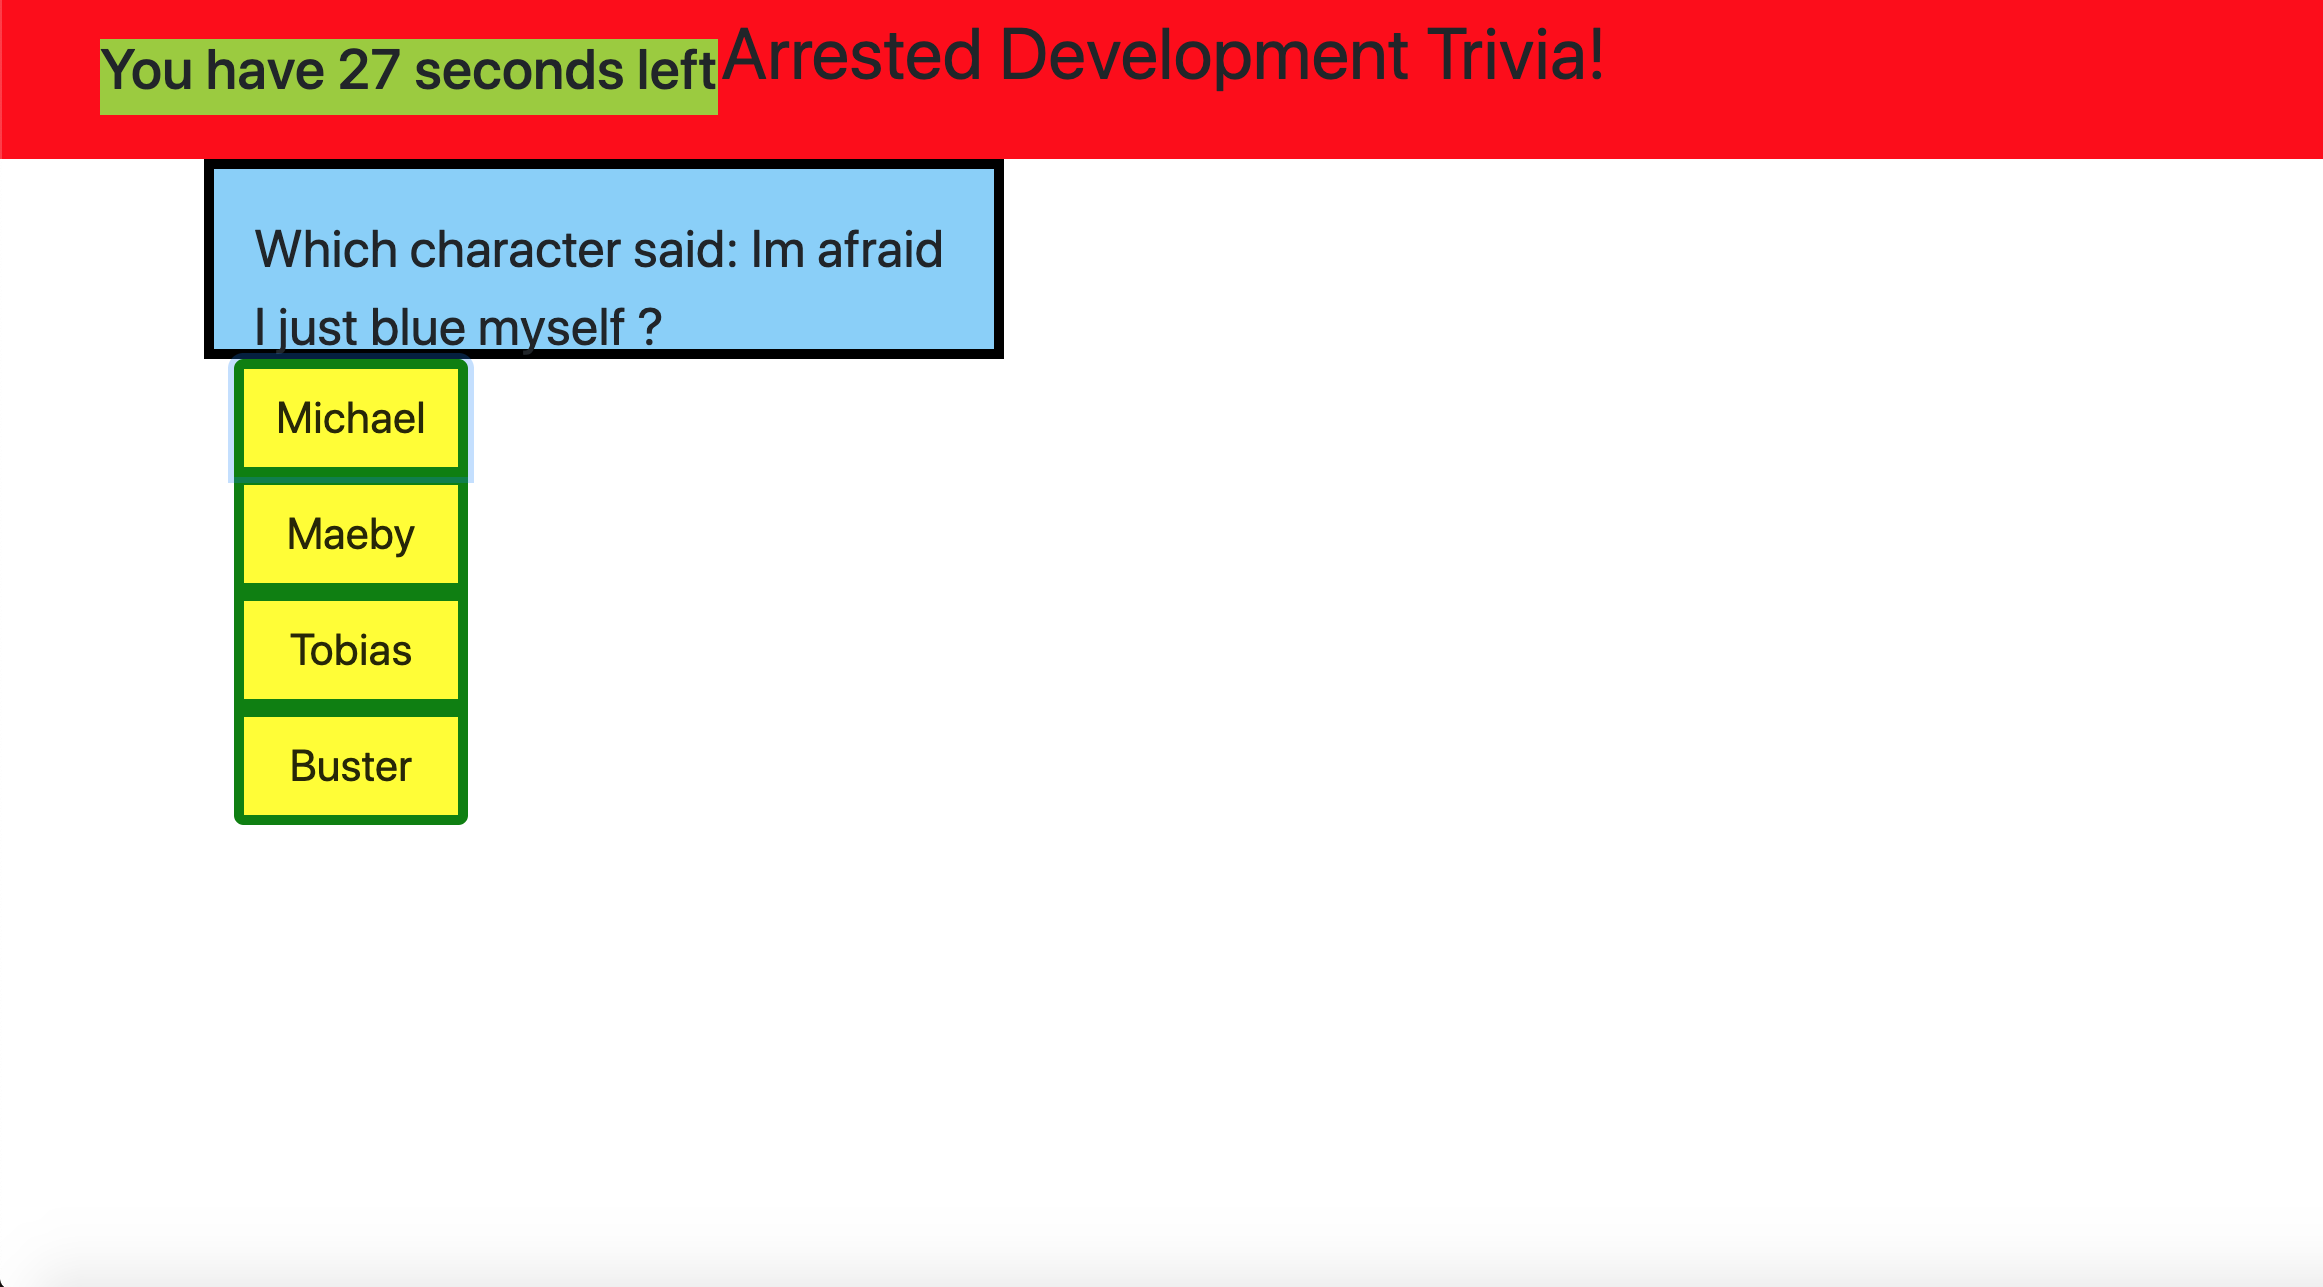 You have 27 seconds left
Arrested Development Trivia!
Which character said: Im afraid
I just blue myself ?
Michael
Maeby
Tobias
Buster